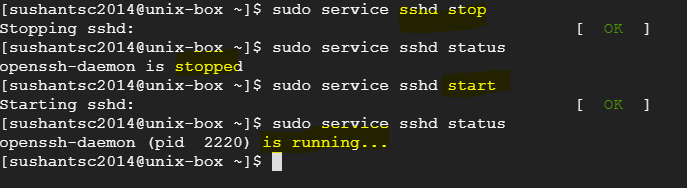 [sushantsc2014@unix-box ~]$ sudo service sshd stop
Stopping sshd: [ OK ]
[sushantsc2014@unix-box ~]$ sudo service sshd status
openssh-daemon is stopped
[sushantsc2014@unix-box ~]$ sudo service sshd start
Starting sshd: [ OK ]
[sushantsc2014@unix-box ~]$ sudo service sshd status
openssh-daemon (pid  2220) is running...
[sushantsc2014@unix-box ~]$